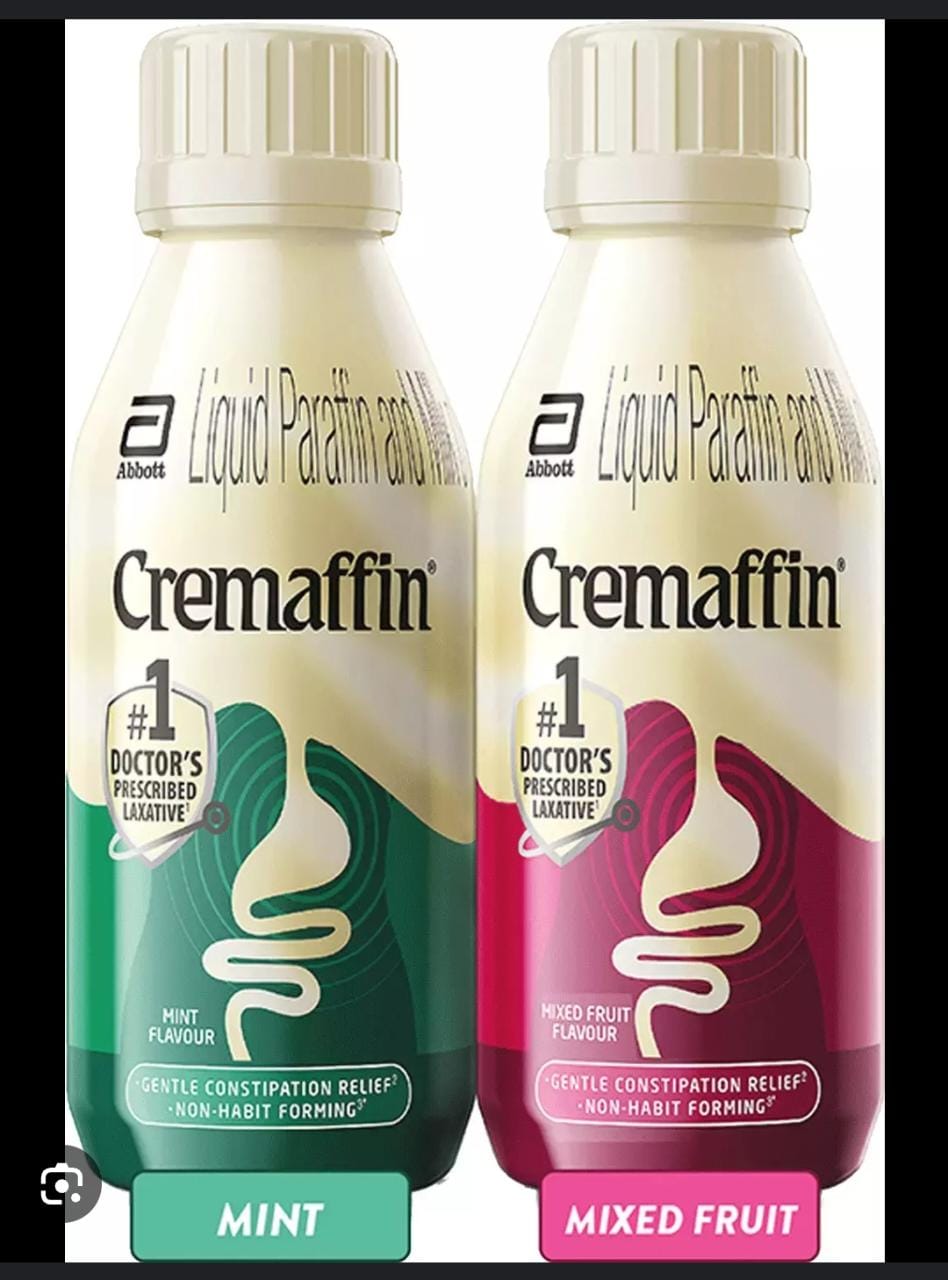 Abbott
Liquid Paraffin and
Cremaffin®
#1
DOCTOR'S
PRESCRIBED
LAXATIVE¹
MINT
FLAVOUR
·GENTLE CONSTIPATION RELIEF²
·NON-HABIT FORMING³*
MINT
Abbott
Liquid Paraffin and
Cremaffin®
#1
DOCTOR'S
PRESCRIBED
LAXATIVE¹
MIXED FRUIT
FLAVOUR
·GENTLE CONSTIPATION RELIEF²
·NON-HABIT FORMING³*
MIXED FRUIT